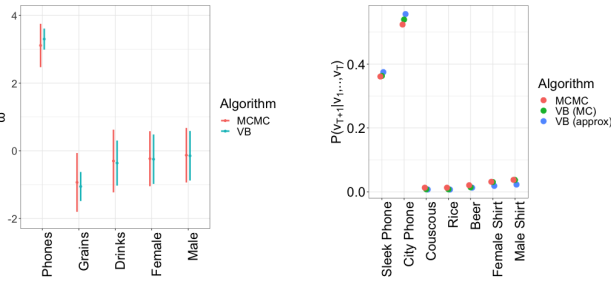 4
2
0
-2
Phones
Grains
Drinks
Female
Male
Algorithm
MCMC
VB
P(v_{T+1}|v_1,...,v_T)
0.4
0.2
0.0
Sleek Phone
City Phone
Couscous
Rice
Beer
Female Shirt
Male Shirt
Algorithm
MCMC
VB (MC)
VB (approx)